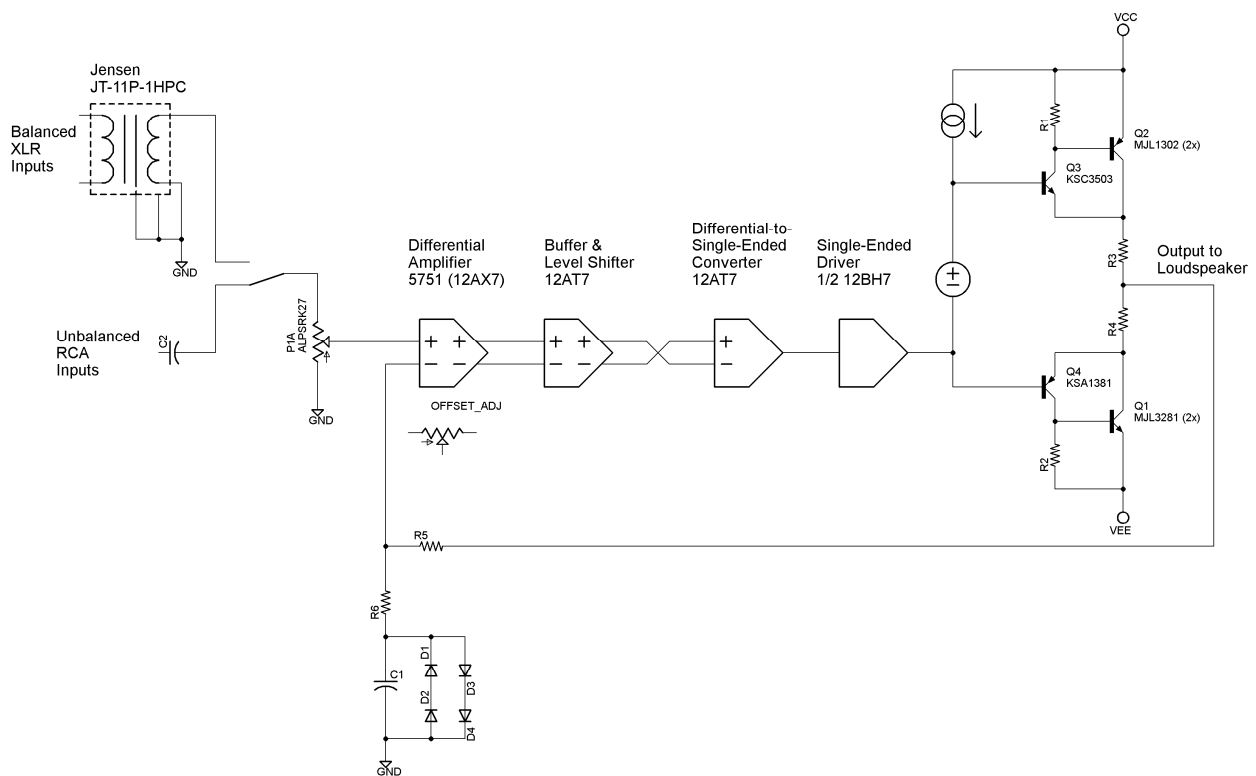 VCC
Jensen
JT-11P-1HPC
Balanced
XLR
Inputs
GND
R1
Q2
MJL1302 (2x)
Q3
KSC3503
Differential
Amplifier
5751 (12AX7)
Buffer &
Level Shifter
12AT7
Differential-to-
Single-Ended
Converter
12AT7
Single-Ended
Driver
1/2 12BH7
R3
Output to
Loudspeaker
R4
Unbalanced
RCA
Inputs
C2
P1A
ALPSRK27
GND
OFFSET_ADJ
Q4
KSA1381
Q1
MJL3281 (2x)
R2
VEE
R5
R6
C1
D1
D2
D3
D4
GND